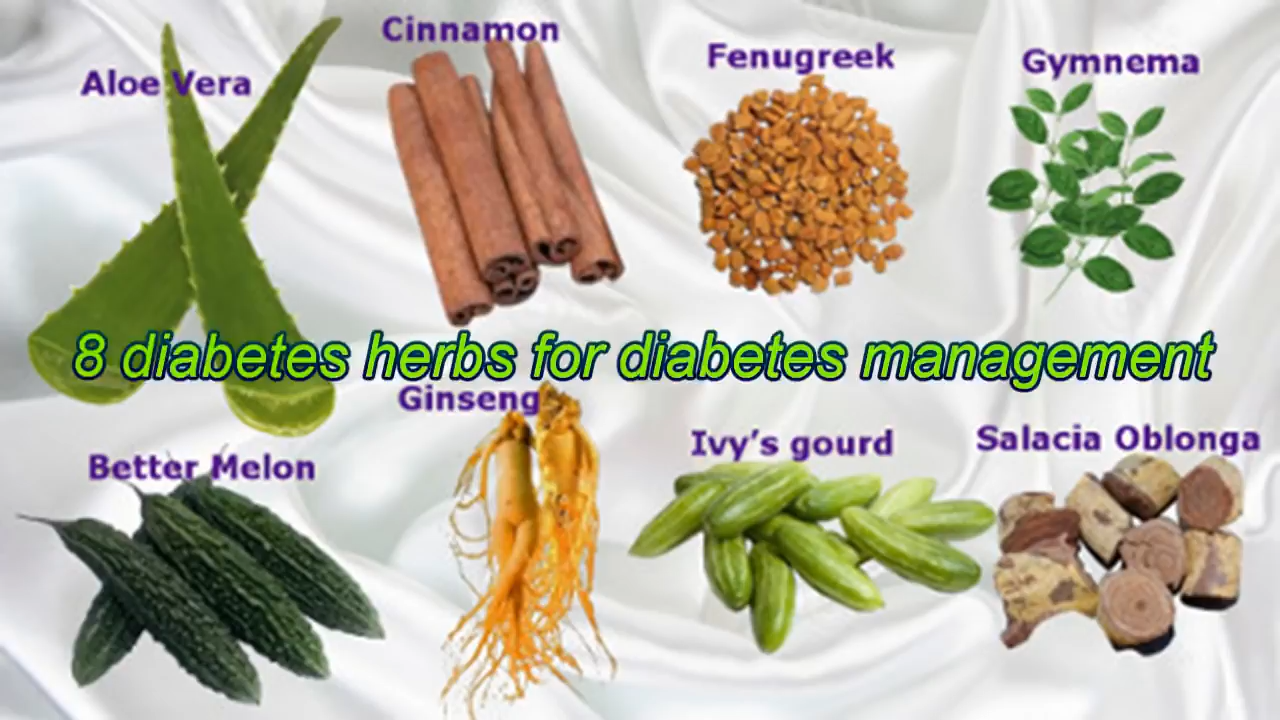 Cinnamon
Aloe Vera
Fenugreek
Gymnema
8 diabetes herbs for diabetes management
Ginseng
Better Melon
Ivy's gourd
Salacia Oblonga